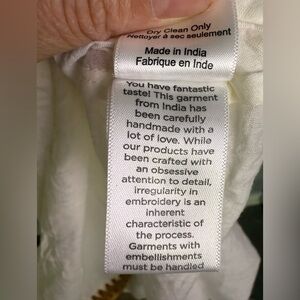 Dry Clean Only
Nettoyer à sec seulement
Made in India
Fabrique en Inde
You have fantastic
taste! This garment
from India has
been carefully
handmade with a
lot of love. While
our products have
been crafted with
an obsessive
attention to detail,
irregularity in
embroidery is an
inherent
characteristic of
the process.
Garments with
embellishments
must be handled